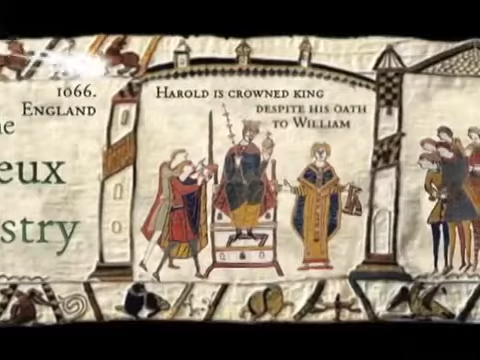 1066.
England
he
eux
stry
Harold is crowned king
despite his oath
to William